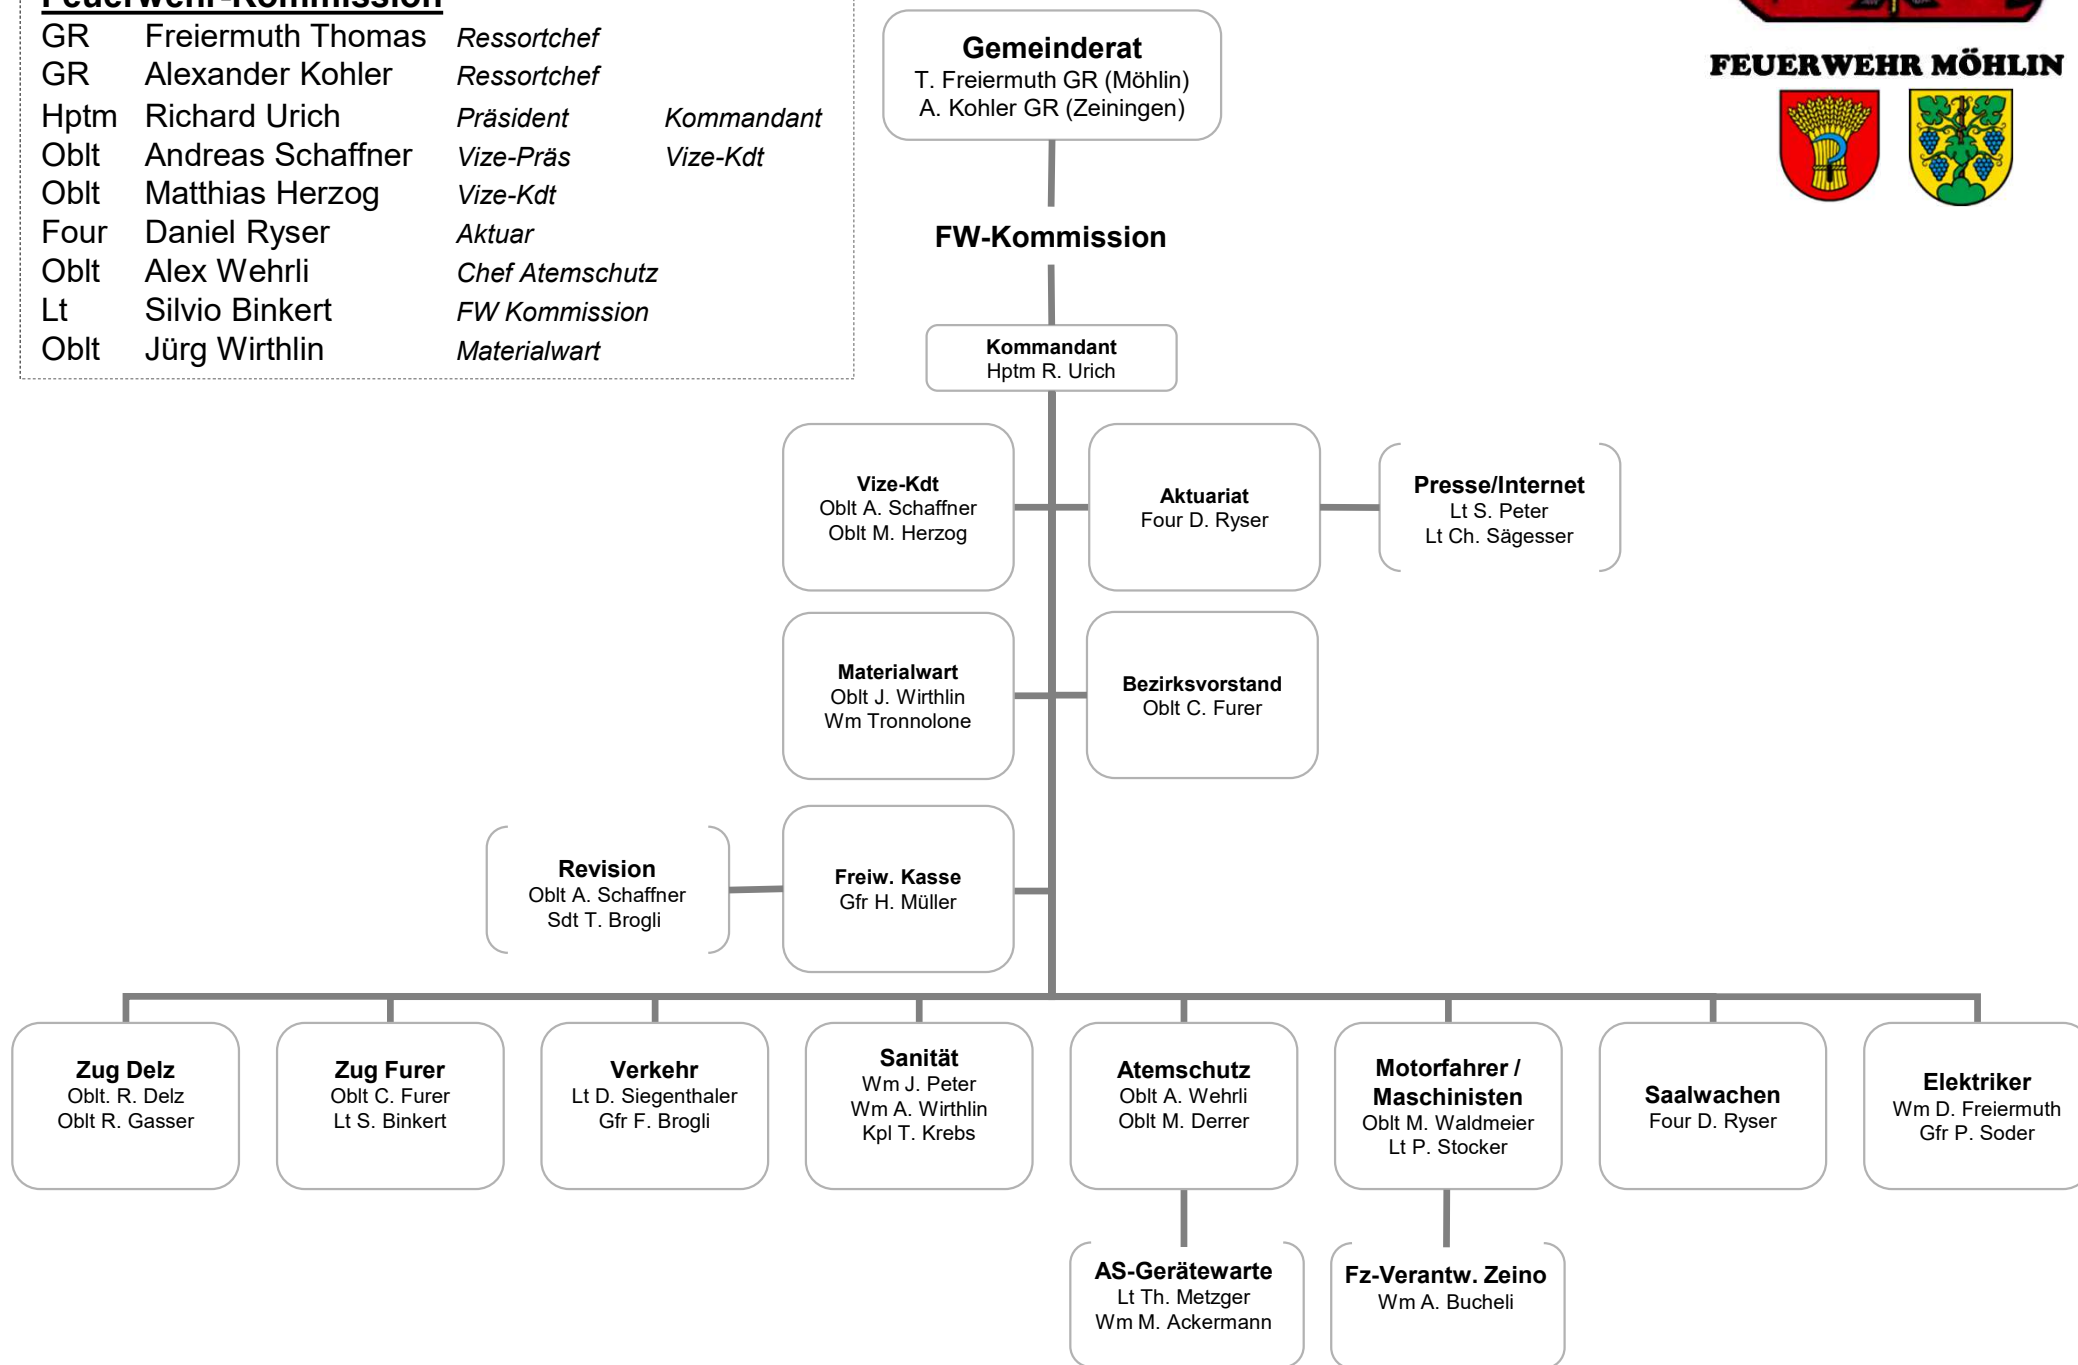 Feuerwehr-Kommission
GR Freiermuth Thomas Ressortchef
GR Alexander Kohler Ressortchef
Hptm Richard Urich Präsident Kommandant
Oblt Andreas Schaffner Vize-Präs Vize-Kdt
Oblt Matthias Herzog Vize-Kdt
Four Daniel Ryser Aktuar
Oblt Alex Wehrli Chef Atemschutz
Lt Silvio Binkert FW Kommission
Oblt Jürg Wirthlin Materialwart
Gemeinderat
T. Freiermuth GR (Möhlin)
A. Kohler GR (Zeiningen)
FEUERWEHR MÖHLIN
FW-Kommission
Kommandant
Hptm R. Urich
Vize-Kdt
Oblt A. Schaffner
Oblt M. Herzog
Aktuariat
Four D. Ryser
Presse/Internet
Lt S. Peter
Lt Ch. Sägesser
Materialwart
Oblt J. Wirthlin
Wm Tronnolone
Bezirksvorstand
Oblt C. Furer
Revision
Oblt A. Schaffner
Sdt T. Brogli
Freiw. Kasse
Gfr H. Müller
Zug Delz
Oblt. R. Delz
Oblt R. Gasser
Zug Furer
Oblt C. Furer
Lt S. Binkert
Verkehr
Lt D. Siegenthaler
Gfr F. Brogli
Sanität
Wm J. Peter
Wm A. Wirthlin
Kpl T. Krebs
Atemschutz
Oblt A. Wehrli
Oblt M. Derrer
Motorfahrer /
Maschinisten
Oblt M. Waldmeier
Lt P. Stocker
Saalwachen
Four D. Ryser
Elektriker
Wm D. Freiermuth
Gfr P. Soder
AS-Gerätewarte
Lt Th. Metzger
Wm M. Ackermann
Fz-Verantw. Zeino
Wm A. Bucheli